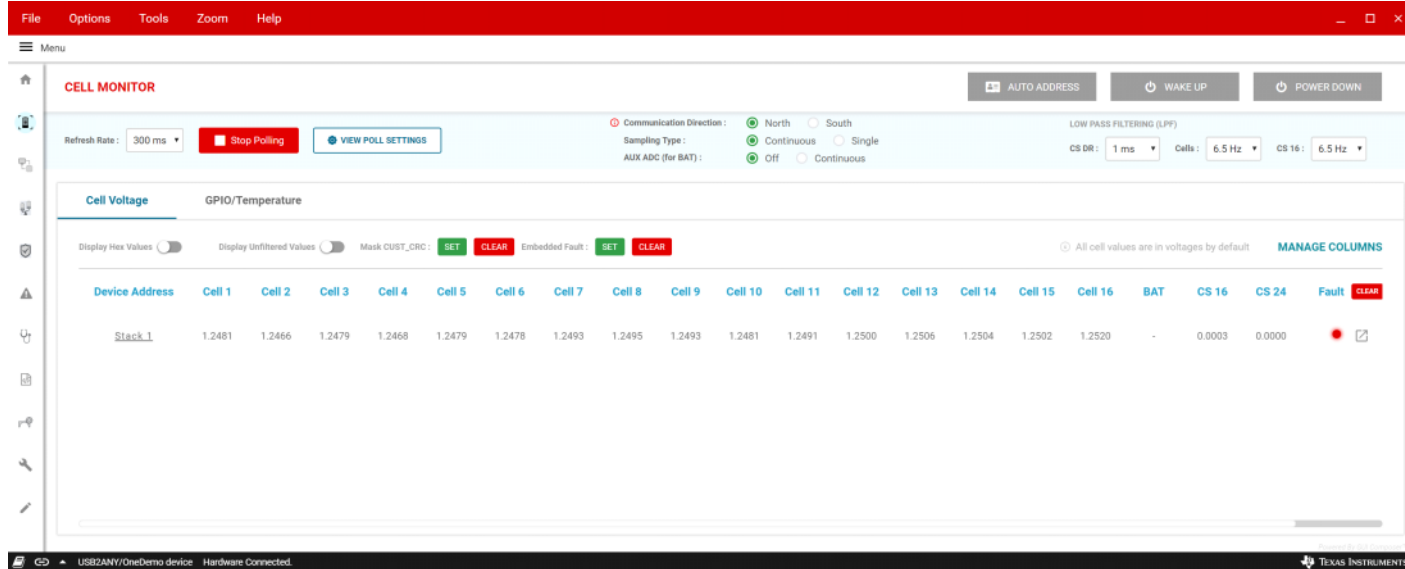 File Options Tools Zoom Help
Menu
CELL MONITOR
AUTO ADDRESS WAKE UP POWER DOWN
Refresh Rate : 300 ms Stop Polling VIEW POLL SETTINGS
Communication Direction : North South
Sampling Type : Continuous Single
AUX ADC (for BAT) : Off Continuous
LOW PASS FILTERING (LPF)
CS DR : 1 ms Cells : 6.5 Hz CS 16 : 6.5 Hz
Cell Voltage GPIO/Temperature
Display Hex Values Display Unfiltered Values Mask CUST_CRC : SET CLEAR Embedded Fault : SET CLEAR All cell values are in voltages by default MANAGE COLUMNS
Device Address Cell 1 Cell 2 Cell 3 Cell 4 Cell 5 Cell 6 Cell 7 Cell 8 Cell 9 Cell 10 Cell 11 Cell 12 Cell 13 Cell 14 Cell 15 Cell 16 BAT CS 16 CS 24 Fault CLEAR
Stack 1 1.2481 1.2466 1.2479 1.2468 1.2479 1.2478 1.2493 1.2495 1.2493 1.2481 1.2491 1.2500 1.2506 1.2504 1.2502 1.2520 - 0.0003 0.0000
USB2ANY/OneDemo device Hardware Connected. TEXAS INSTRUMENTS